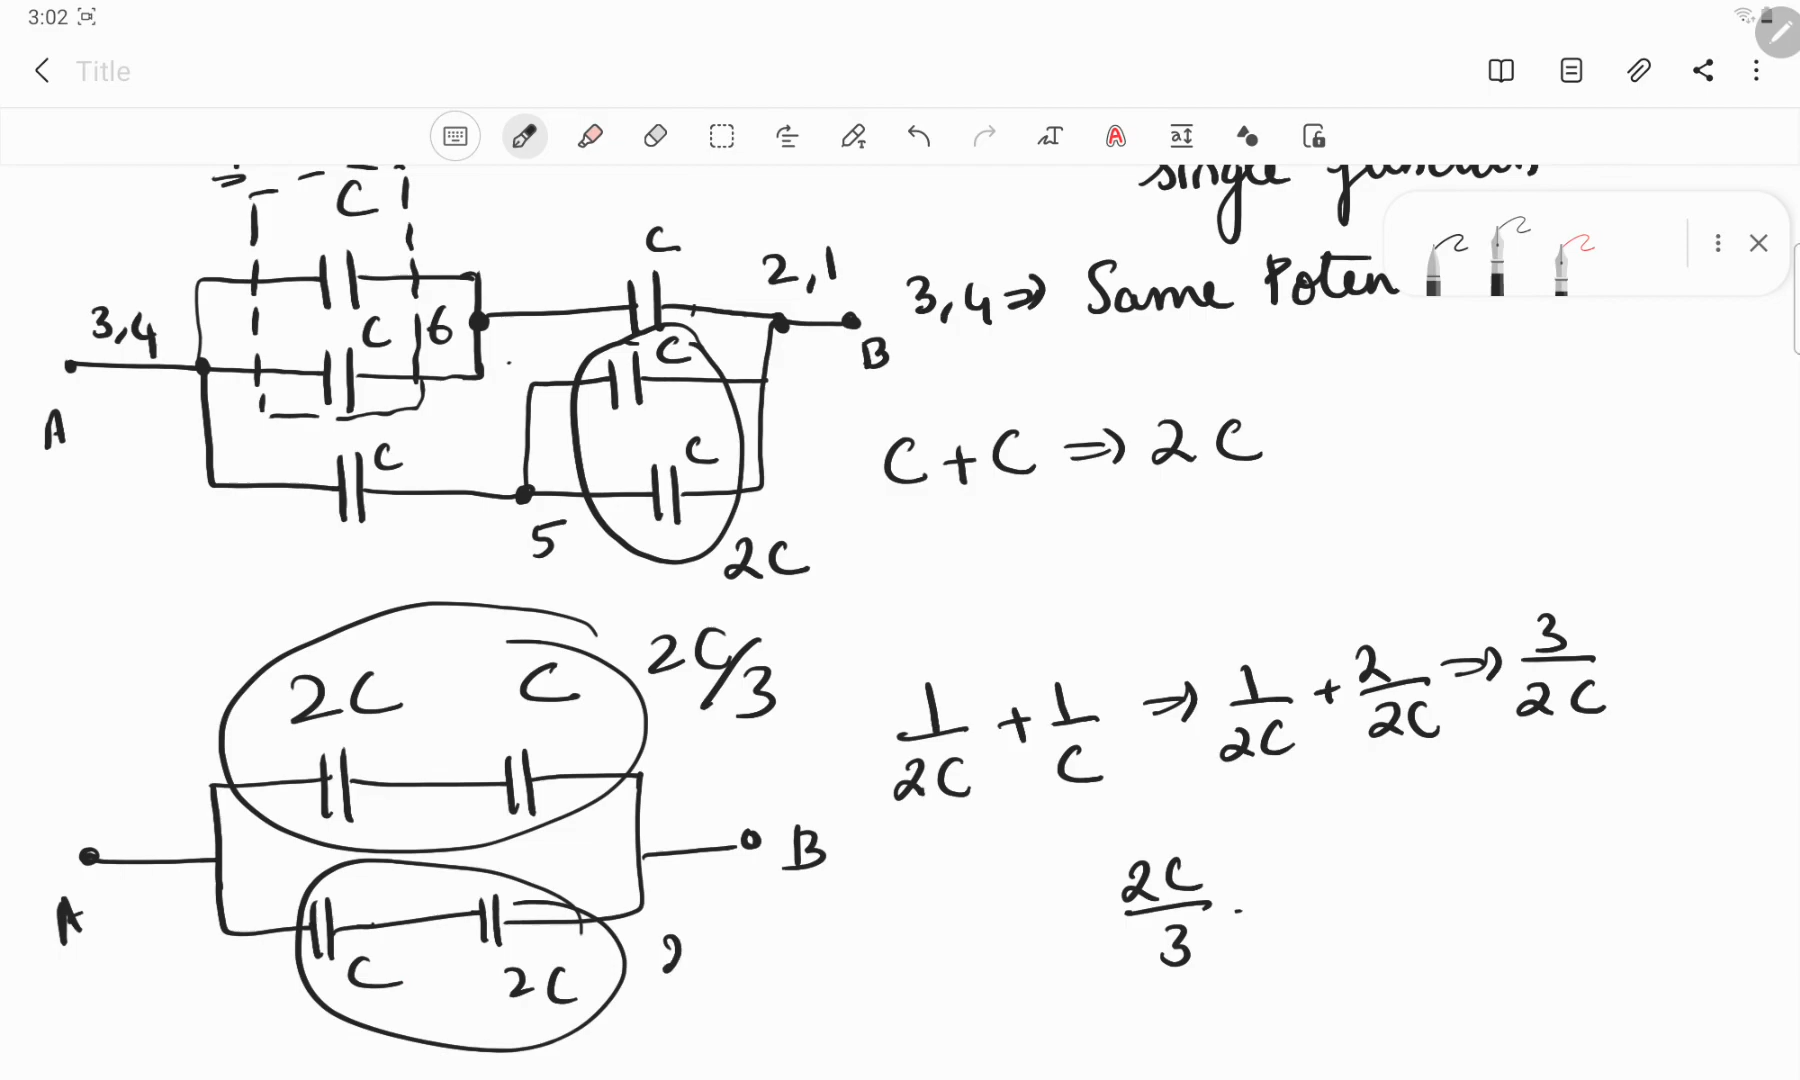 3:02
Title
single
C
3,4
C
6
C
2,1
C
B
A
C
C
5
2C
3,4 ⇒ Same Poten
C + C ⇒ 2C
2C
C
2C/3
A
B
C
2C
1/2C + 1/C ⇒ 1/2C + 2/2C ⇒ 3/2C
2C/3